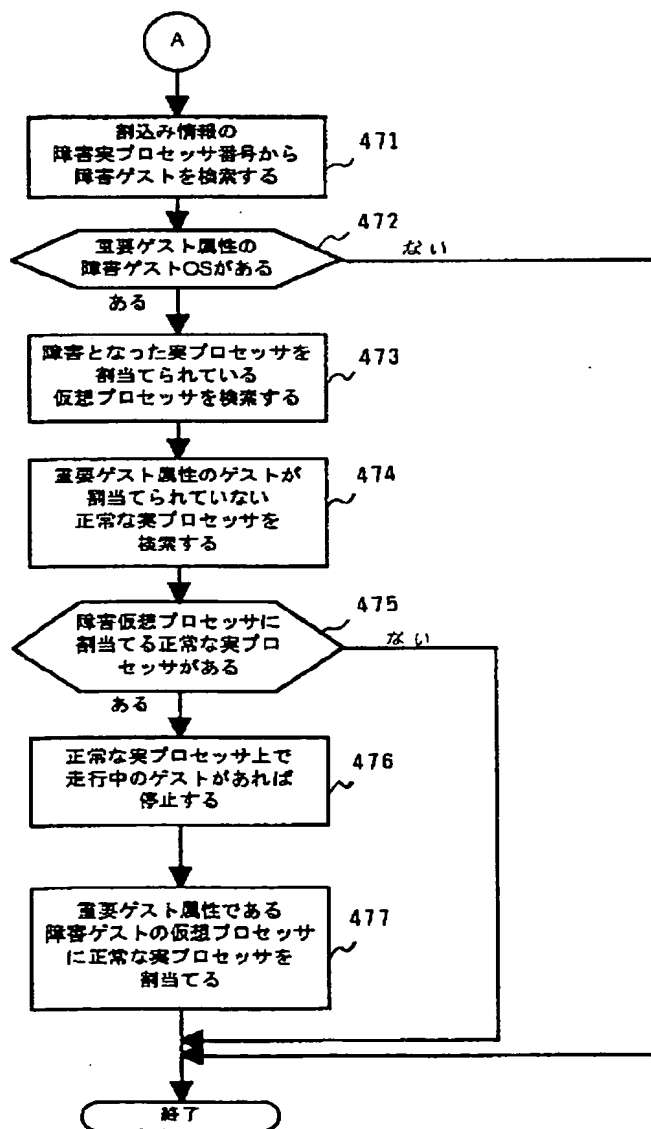 A
割込み情報の
障害実プロセッサ番号から
障害ゲストを検索する
471
重要ゲスト属性の
障害ゲストOSがある
472
ない
ある
障害となった実プロセッサを
割当てられている
仮想プロセッサを検索する
473
重要ゲスト属性のゲストが
割当てられていない
正常な実プロセッサを
検索する
474
障害仮想プロセッサに
割当てる正常な実プロ
セッサがある
475
ない
ある
正常な実プロセッサ上で
走行中のゲストがあれば
停止する
476
重要ゲスト属性である
障害ゲストの仮想プロセッサ
に正常な実プロセッサを
割当てる
477
終了